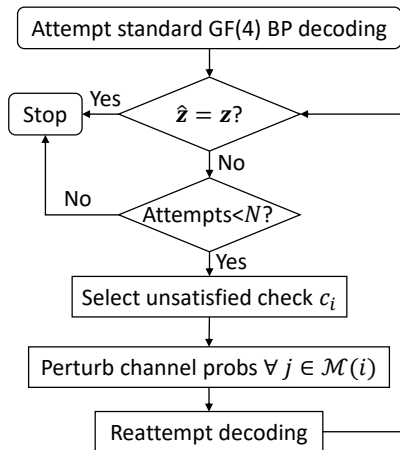 Attempt standard GF(4) BP decoding
Yes
Stop
ẑ = z?
No
No
Attempts<N?
Yes
Select unsatisfied check cᵢ
Perturb channel probs ∀ j ∈ ℳ(i)
Reattempt decoding